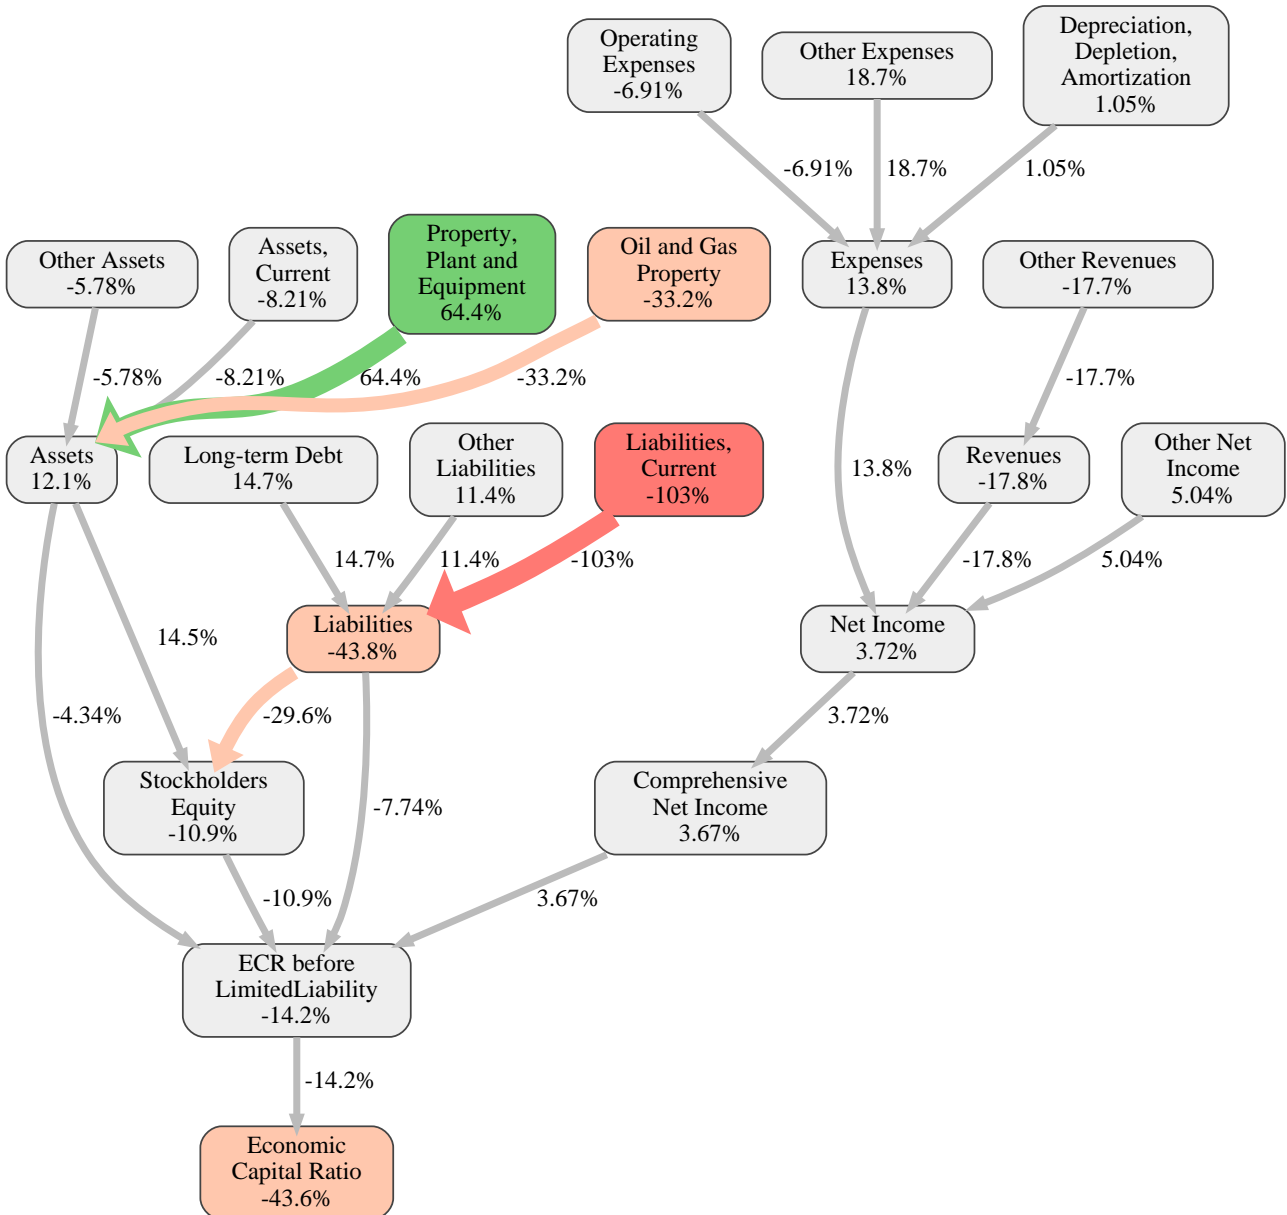 Operating
Expenses
-6.91%
Other Expenses
18.7%
Depreciation,
Depletion,
Amortization
1.05%
-6.91%
18.7%
1.05%
Other Assets
-5.78%
Assets,
Current
-8.21%
Property,
Plant and
Equipment
64.4%
Oil and Gas
Property
-33.2%
Expenses
13.8%
Other Revenues
-17.7%
-5.78%
-8.21%
64.4%
-33.2%
-17.7%
Assets
12.1%
Long-term Debt
14.7%
Other
Liabilities
11.4%
Liabilities,
Current
-103%
13.8%
Revenues
-17.8%
Other Net
Income
5.04%
14.7%
11.4%
-103%
-17.8%
5.04%
14.5%
Liabilities
-43.8%
Net Income
3.72%
-4.34%
-29.6%
3.72%
Stockholders
Equity
-10.9%
-7.74%
Comprehensive
Net Income
3.67%
-10.9%
3.67%
ECR before
LimitedLiability
-14.2%
-14.2%
Economic
Capital Ratio
-43.6%